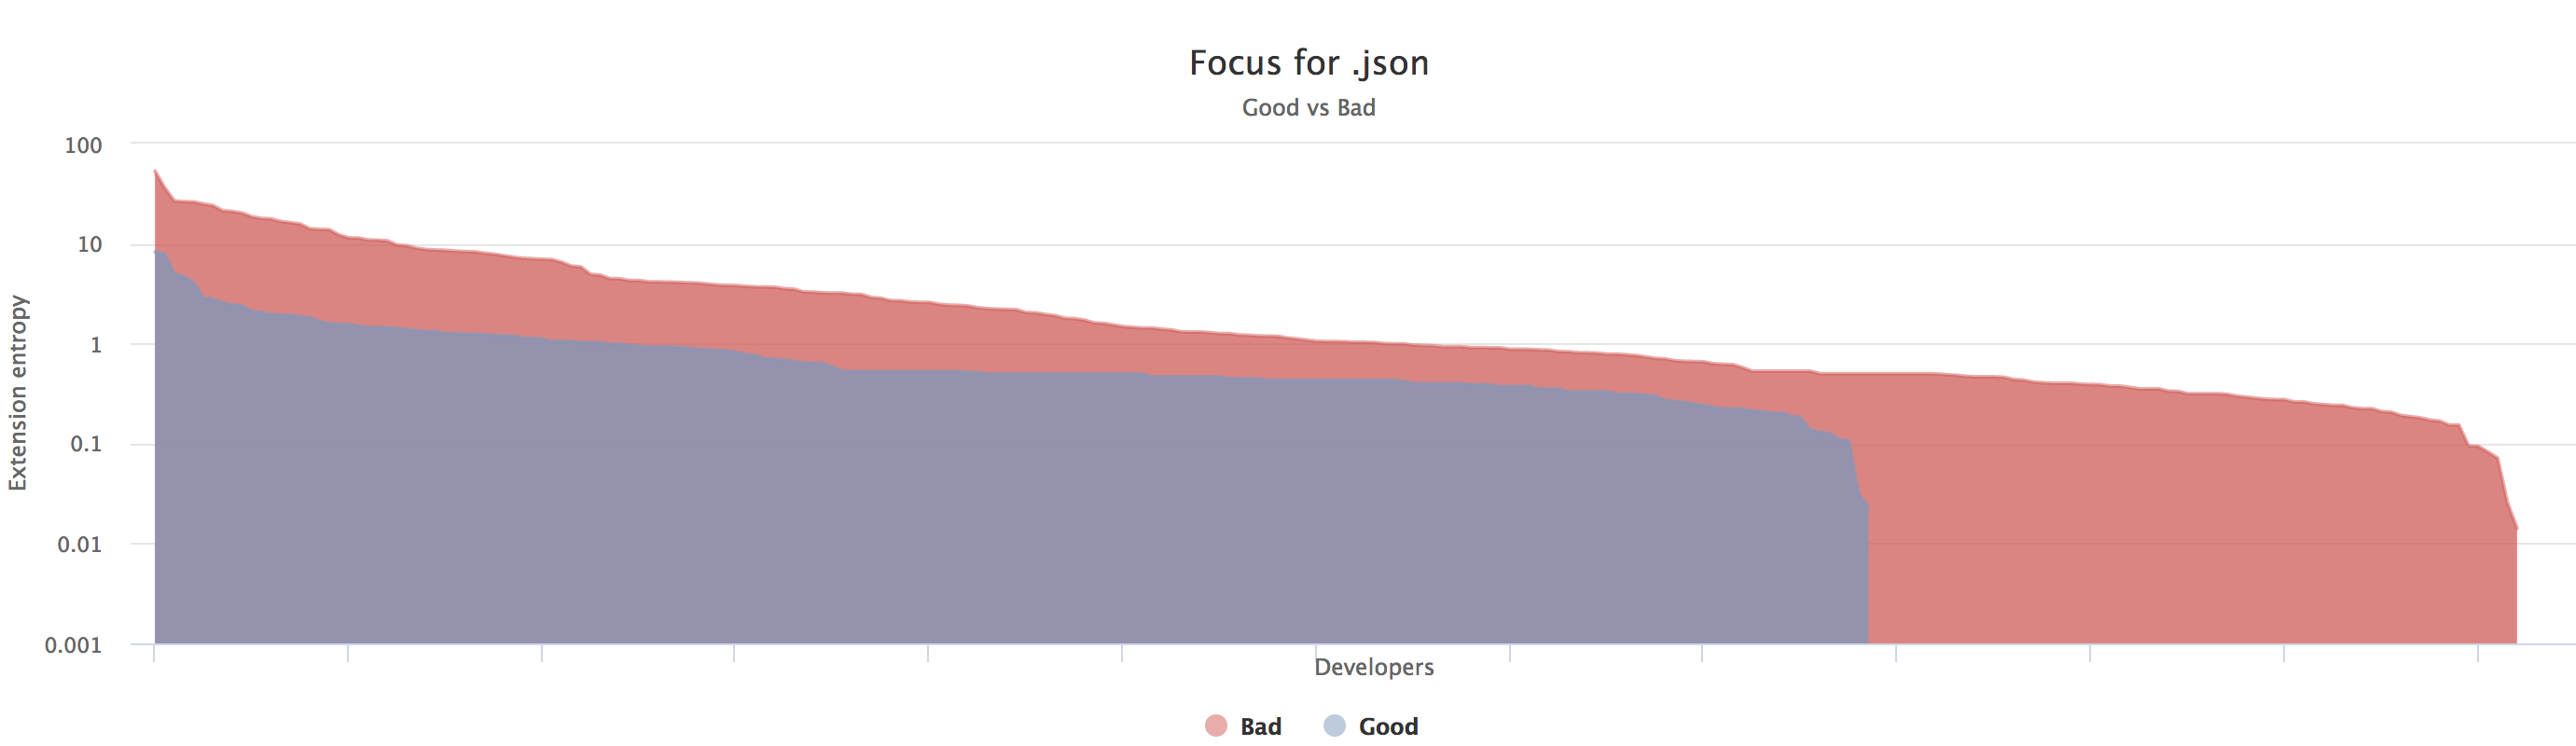 Focus for .json
Good vs Bad
Extension entropy
100
10
1
0.1
0.01
0.001
Developers
Bad
Good